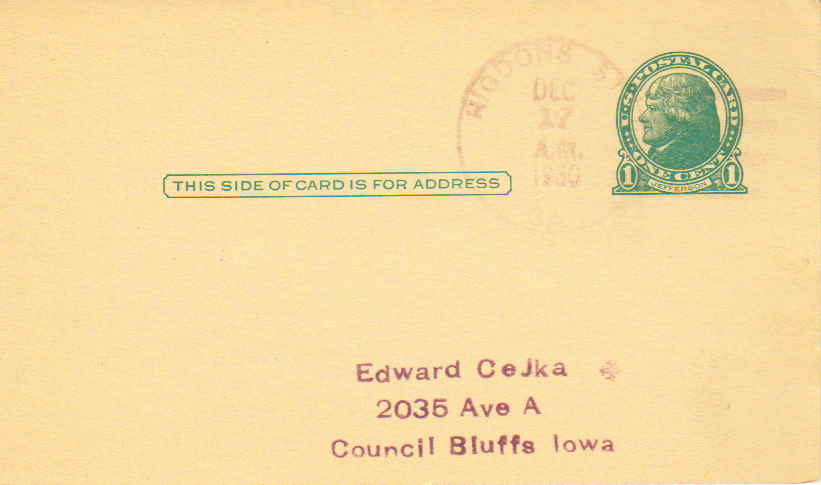 DEC
17
A.M.
U.S. POSTAL CARD
ONE CENT
1 JEFFERSON 1
THIS SIDE OF CARD IS FOR ADDRESS
Edward CeJka
2035 Ave A
Council Bluffs Iowa